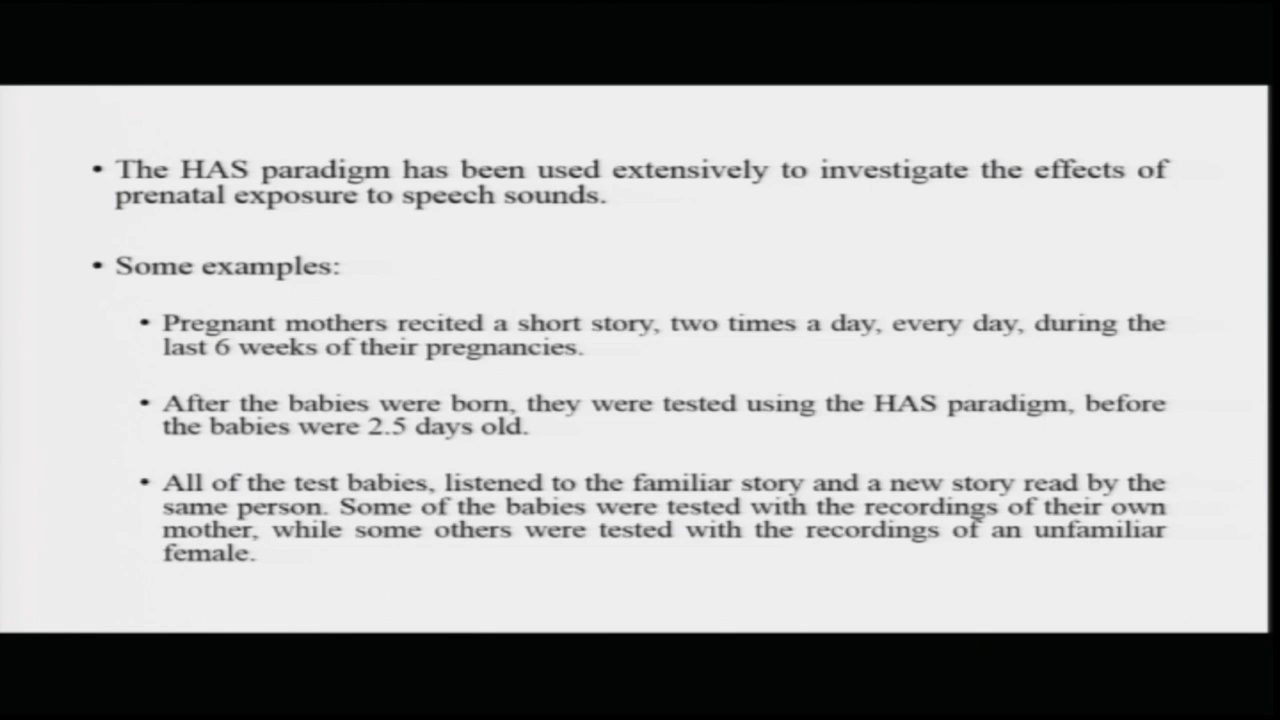 • The HAS paradigm has been used extensively to investigate the effects of
prenatal exposure to speech sounds.
• Some examples:
• Pregnant mothers recited a short story, two times a day, every day, during the
last 6 weeks of their pregnancies.
• After the babies were born, they were tested using the HAS paradigm, before
the babies were 2.5 days old.
• All of the test babies, listened to the familiar story and a new story read by the
same person. Some of the babies were tested with the recordings of their own
mother, while some others were tested with the recordings of an unfamiliar
female.